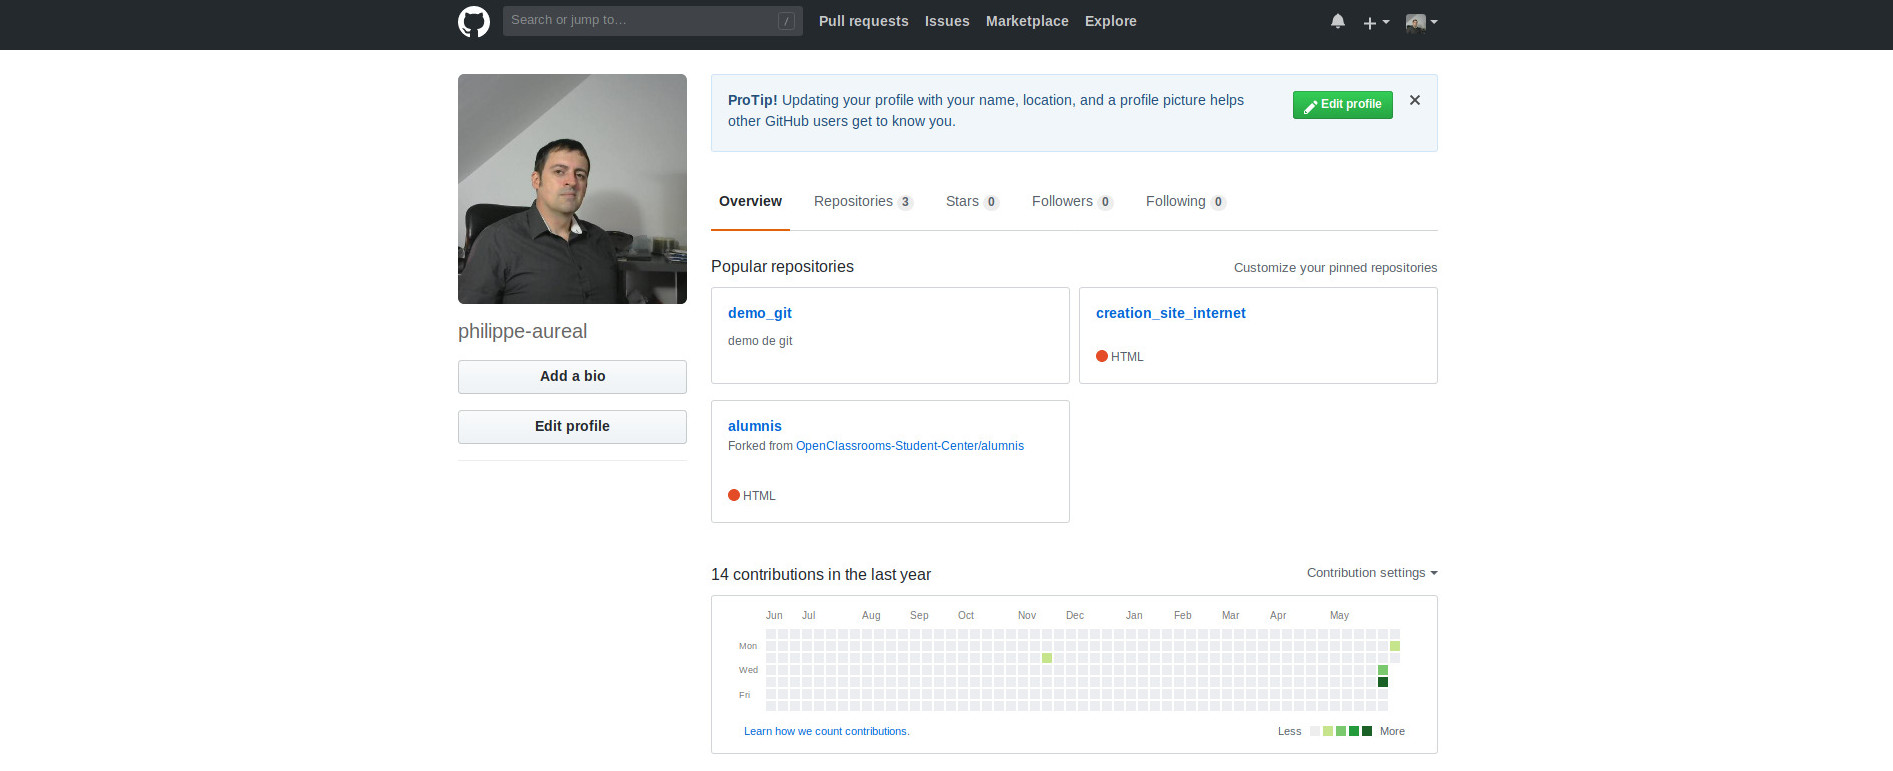 Search or jump to… /
Pull requests Issues Marketplace Explore
ProTip! Updating your profile with your name, location, and a profile picture helps
other GitHub users get to know you.
Edit profile
Overview Repositories 3 Stars 0 Followers 0 Following 0
Popular repositories
Customize your pinned repositories
demo_git
demo de git
creation_site_internet
HTML
alumnis
Forked from OpenClassrooms-Student-Center/alumnis
HTML
philippe-aureal
Add a bio
Edit profile
14 contributions in the last year
Contribution settings
Jun Jul Aug Sep Oct Nov Dec Jan Feb Mar Apr May
Mon
Wed
Fri
Learn how we count contributions.
Less More